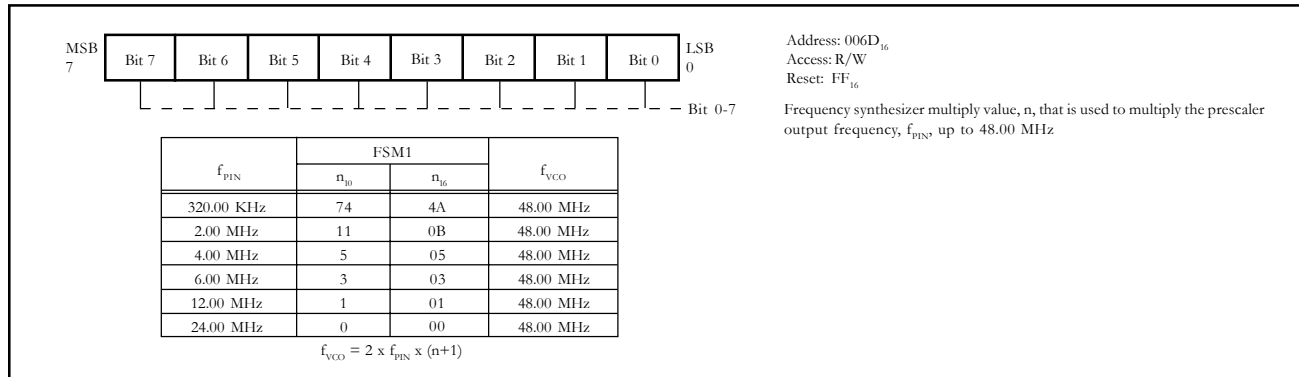 MSB
7
Bit 7 Bit 6 Bit 5 Bit 4 Bit 3 Bit 2 Bit 1 Bit 0
LSB
0
Bit 0-7
Address: 006D₁₆
Access: R/W
Reset: FF₁₆
Frequency synthesizer multiply value, n, that is used to multiply the prescaler
output frequency, f_PIN, up to 48.00 MHz
f_PIN FSM1 f_VCO
n₁₀ n₁₆
320.00 KHz 74 4A 48.00 MHz
2.00 MHz 11 0B 48.00 MHz
4.00 MHz 5 05 48.00 MHz
6.00 MHz 3 03 48.00 MHz
12.00 MHz 1 01 48.00 MHz
24.00 MHz 0 00 48.00 MHz
f_VCO = 2 x f_PIN x (n+1)